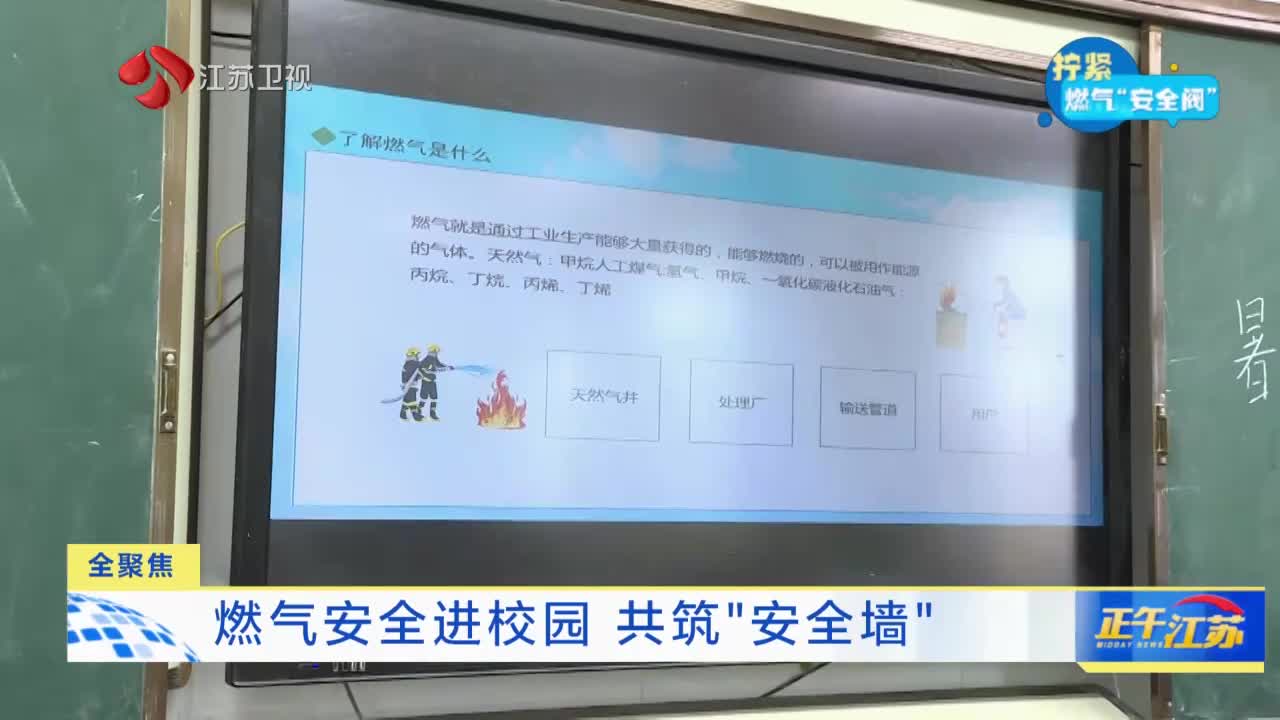 江苏卫视
拧紧
燃气“安全阀”
了解燃气是什么
燃气就是通过工业生产能够大量获得的，能够燃烧的，可以被用作能源
的气体。天然气：甲烷人工煤气:氢气、甲烷、一氧化碳液化石油气：
丙烷、丁烷、丙烯、丁烯
天然气井
处理厂
输送管道
用户
暑
全聚焦
燃气安全进校园 共筑"安全墙"
正午江苏
MIDDAY NEWS